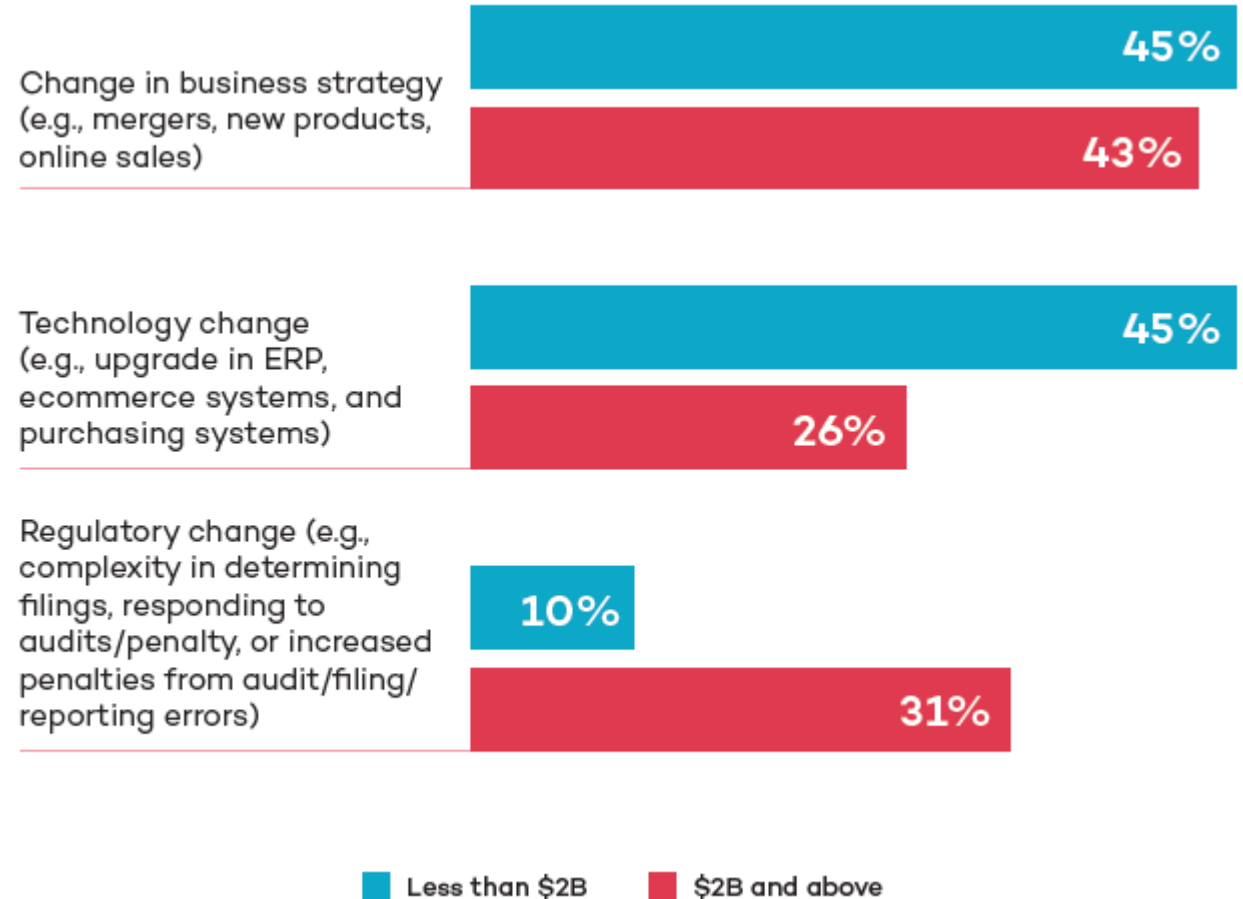 Change in business strategy
(e.g., mergers, new products,
online sales)
45%
43%
Technology change
(e.g., upgrade in ERP,
ecommerce systems, and
purchasing systems)
45%
26%
Regulatory change (e.g.,
complexity in determining
filings, responding to
audits/penalty, or increased
penalties from audit/filing/
reporting errors)
10%
31%
Less than $2B
$2B and above